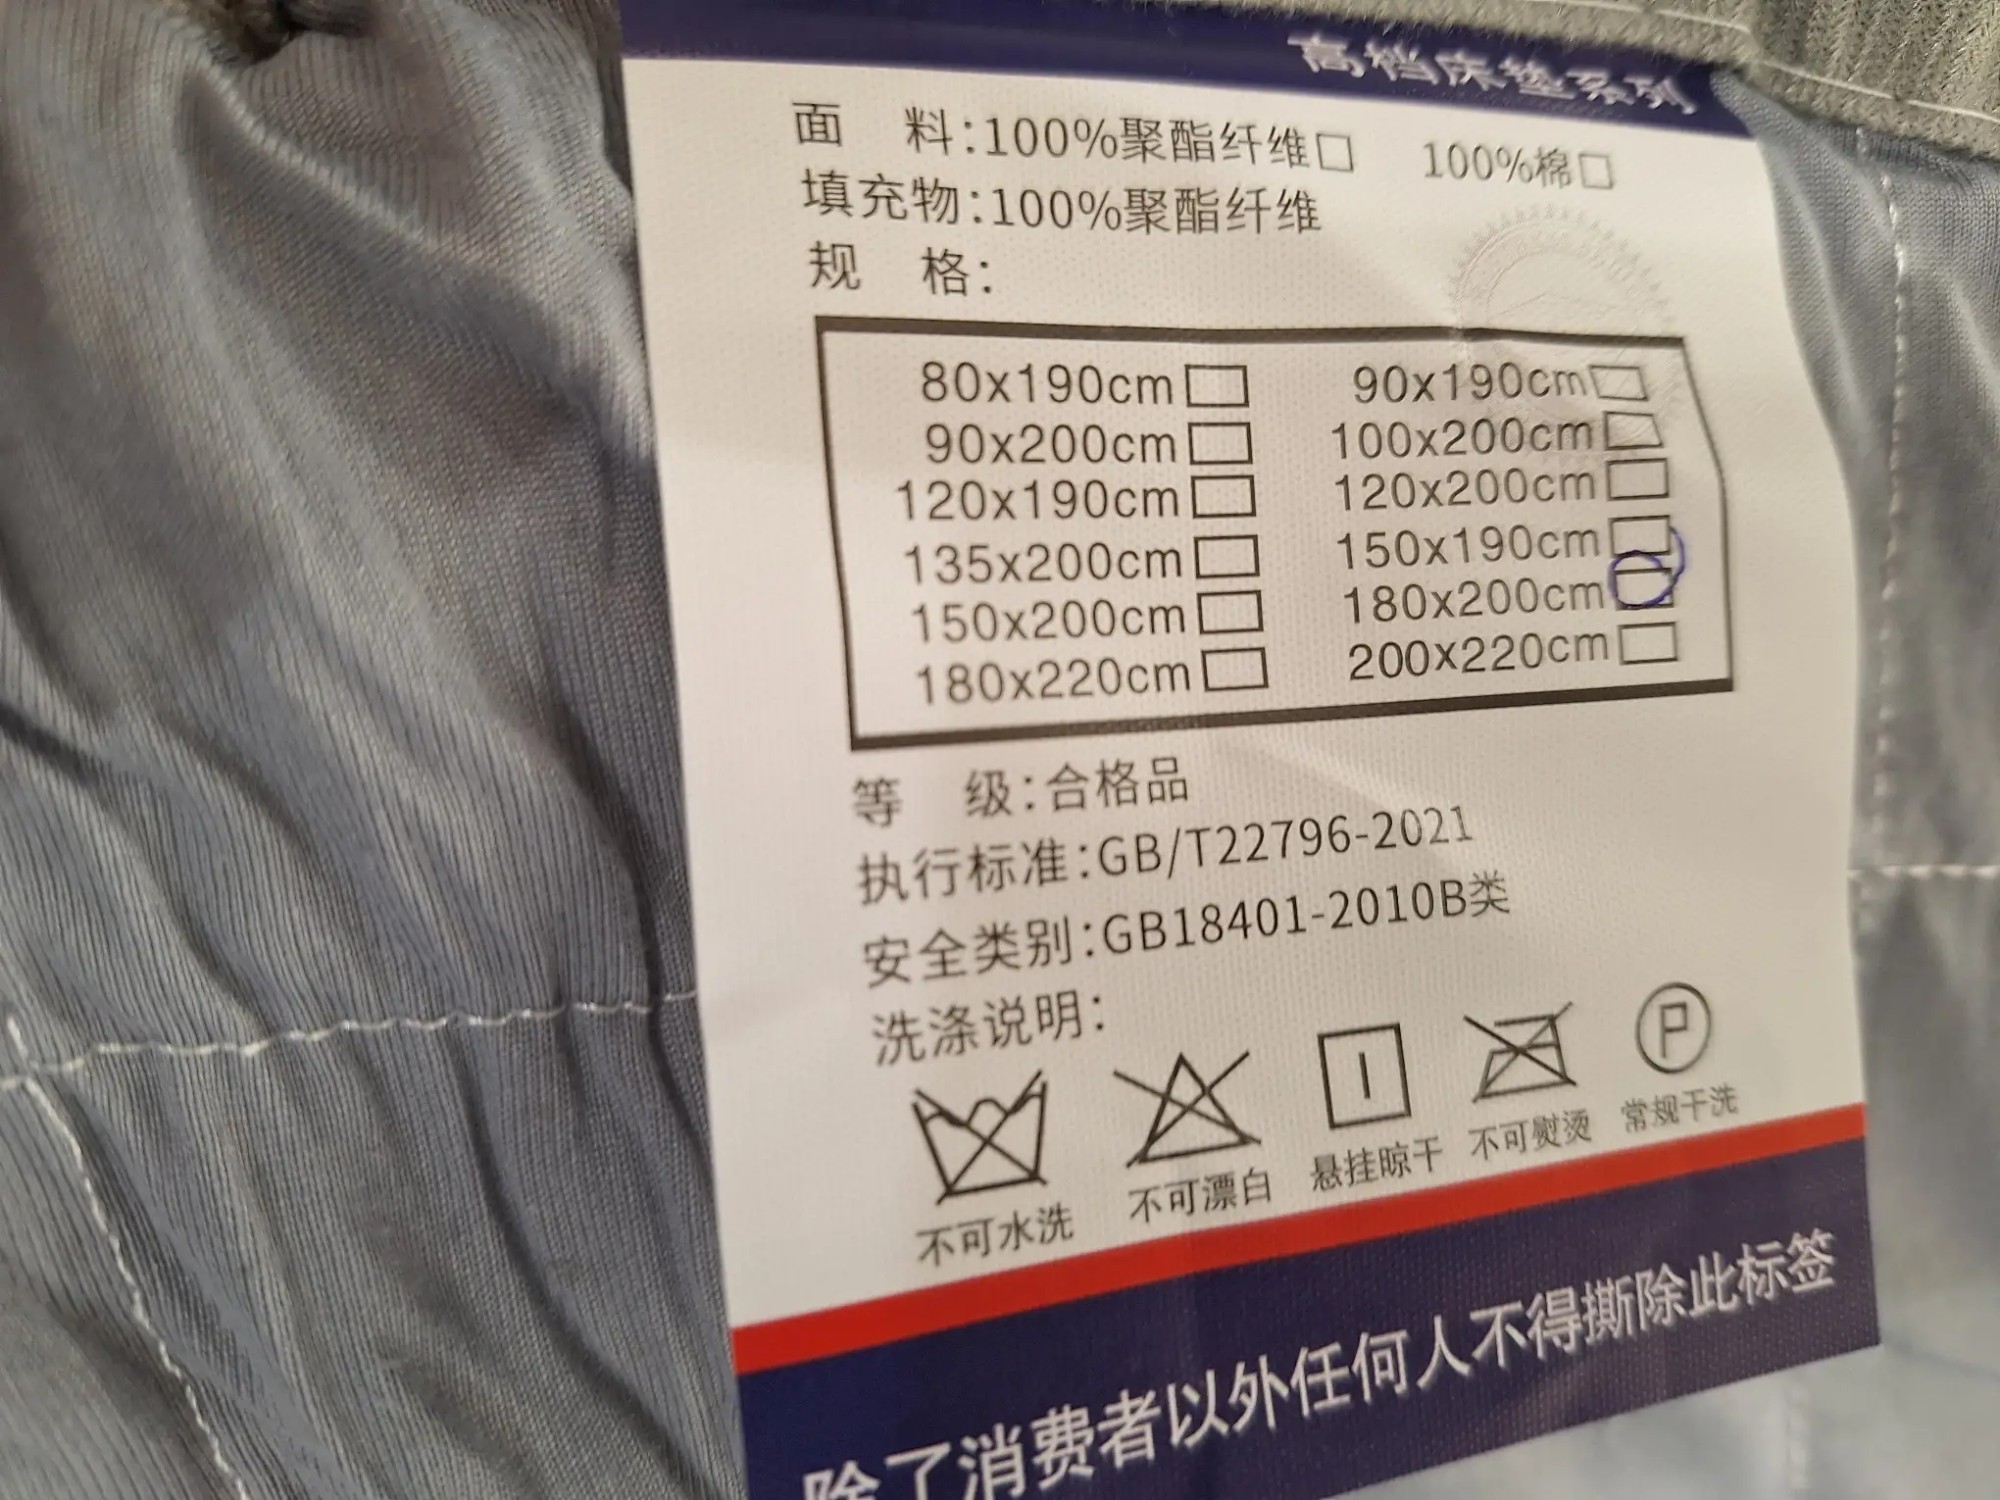 高档床垫系列
面 料:100%聚酯纤维□ 100%棉□
填充物:100%聚酯纤维
规 格:
80x190cm□ 90x190cm□
90x200cm□ 100x200cm□
120x190cm□ 120x200cm□
135x200cm□ 150x190cm□
150x200cm□ 180x200cm□
180x220cm□ 200x220cm□
等 级:合格品
执行标准:GB/T22796-2021
安全类别:GB18401-2010B类
洗涤说明:
P
不可水洗 不可漂白 悬挂晾干 不可熨烫 常规干洗
除了消费者以外任何人不得撕除此标签